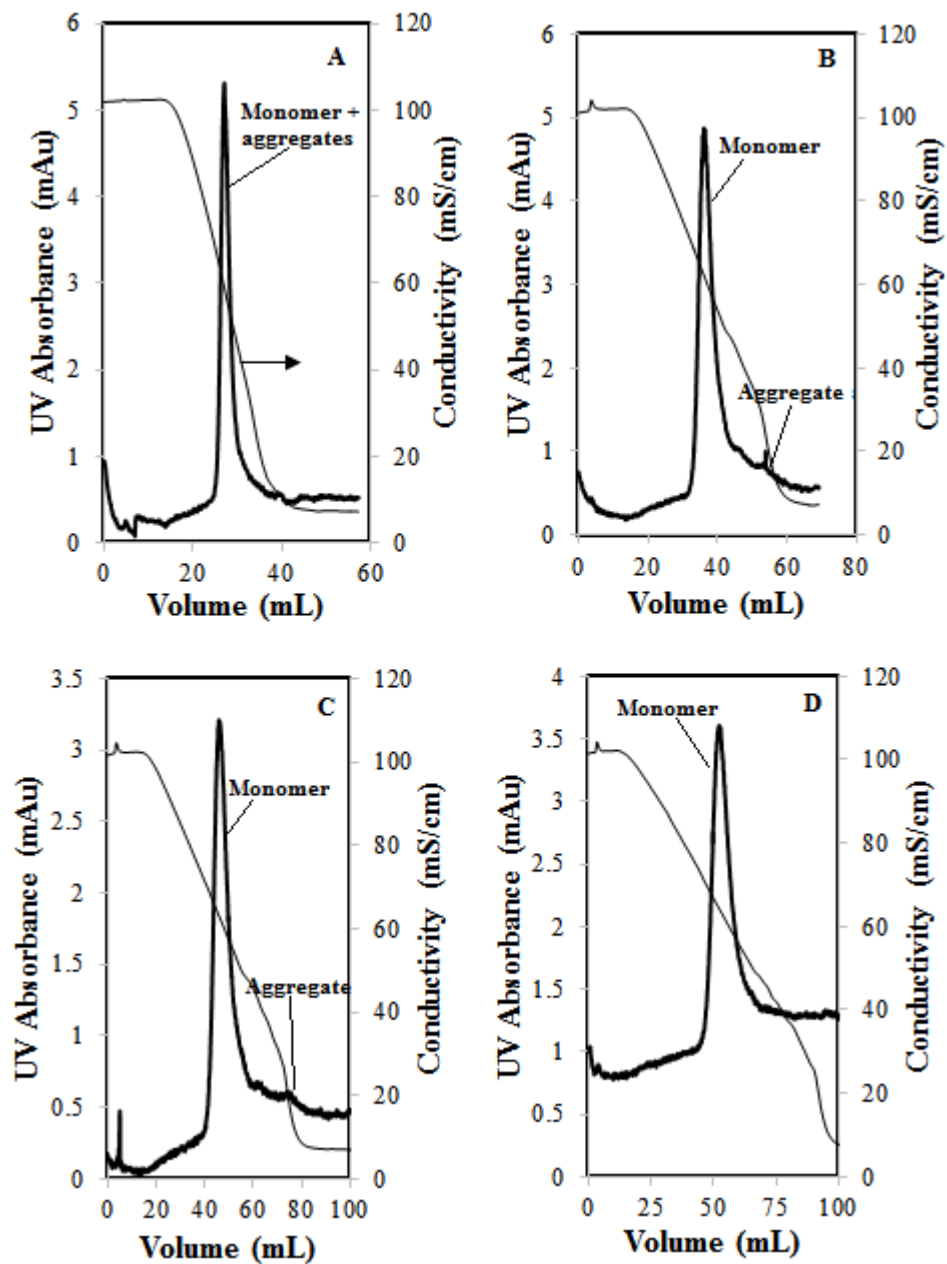 A
Monomer +
aggregates
UV Absorbance (mAu)
0
1
2
3
4
5
6
Conductivity (mS/cm)
0
20
40
60
80
100
120
0 20 40 60
Volume (mL)
B
Monomer
Aggregate
UV Absorbance (mAu)
0
1
2
3
4
5
6
Conductivity (mS/cm)
0
20
40
60
80
100
120
0 20 40 60 80
Volume (mL)
C
Monomer
Aggregate
UV Absorbance (mAu)
0
0.5
1
1.5
2
2.5
3
3.5
Conductivity (mS/cm)
0
20
40
60
80
100
120
0 20 40 60 80 100
Volume (mL)
D
Monomer
UV Absorbance (mAu)
0
0.5
1
1.5
2
2.5
3
3.5
4
Conductivity (mS/cm)
0
20
40
60
80
100
120
0 25 50 75 100
Volume (mL)